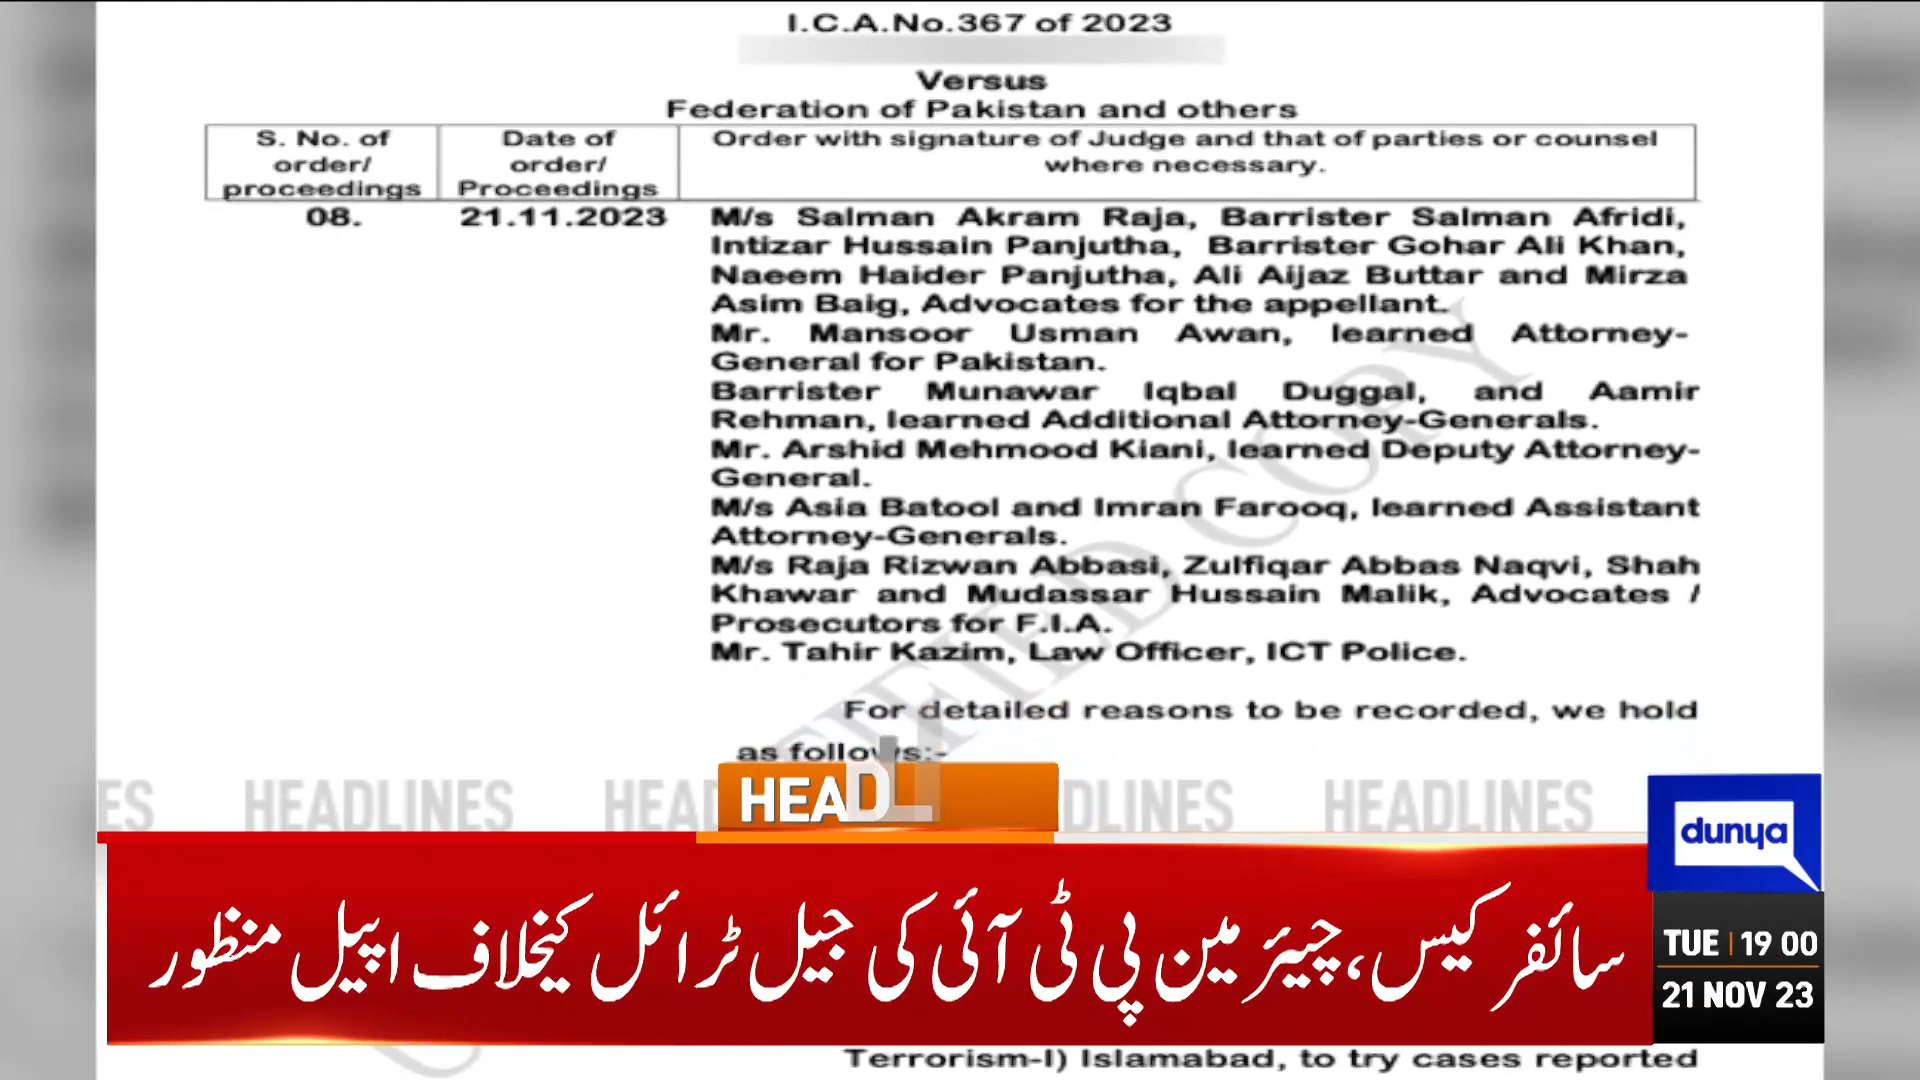 I.C.A.No.367 of 2023
Versus
Federation of Pakistan and others
S. No. of order/ proceedings
Date of order/ Proceedings
Order with signature of Judge and that of parties or counsel where necessary.
08.
21.11.2023
M/s Salman Akram Raja, Barrister Salman Afridi,
Intizar Hussain Panjutha, Barrister Gohar Ali Khan,
Naeem Haider Panjutha, Ali Aijaz Buttar and Mirza
Asim Baig, Advocates for the appellant.
Mr. Mansoor Usman Awan, learned Attorney-
General for Pakistan.
Barrister Munawar Iqbal Duggal, and Aamir
Rehman, learned Additional Attorney-Generals.
Mr. Arshid Mehmood Kiani, learned Deputy Attorney-
General.
M/s Asia Batool and Imran Farooq, learned Assistant
Attorney-Generals.
M/s Raja Rizwan Abbasi, Zulfiqar Abbas Naqvi, Shah
Khawar and Mudassar Hussain Malik, Advocates /
Prosecutors for F.I.A.
Mr. Tahir Kazim, Law Officer, ICT Police.
For detailed reasons to be recorded, we hold
as follows:-
ES HEADLINES HEA DLINES HEADLINES
HEADL
dunya
سائفر کیس، چیئرمین پی ٹی آئی کی جیل ٹرائل کیخلاف اپیل منظور
TUE 19 00
21 NOV 23
Terrorism-I) Islamabad, to try cases reported